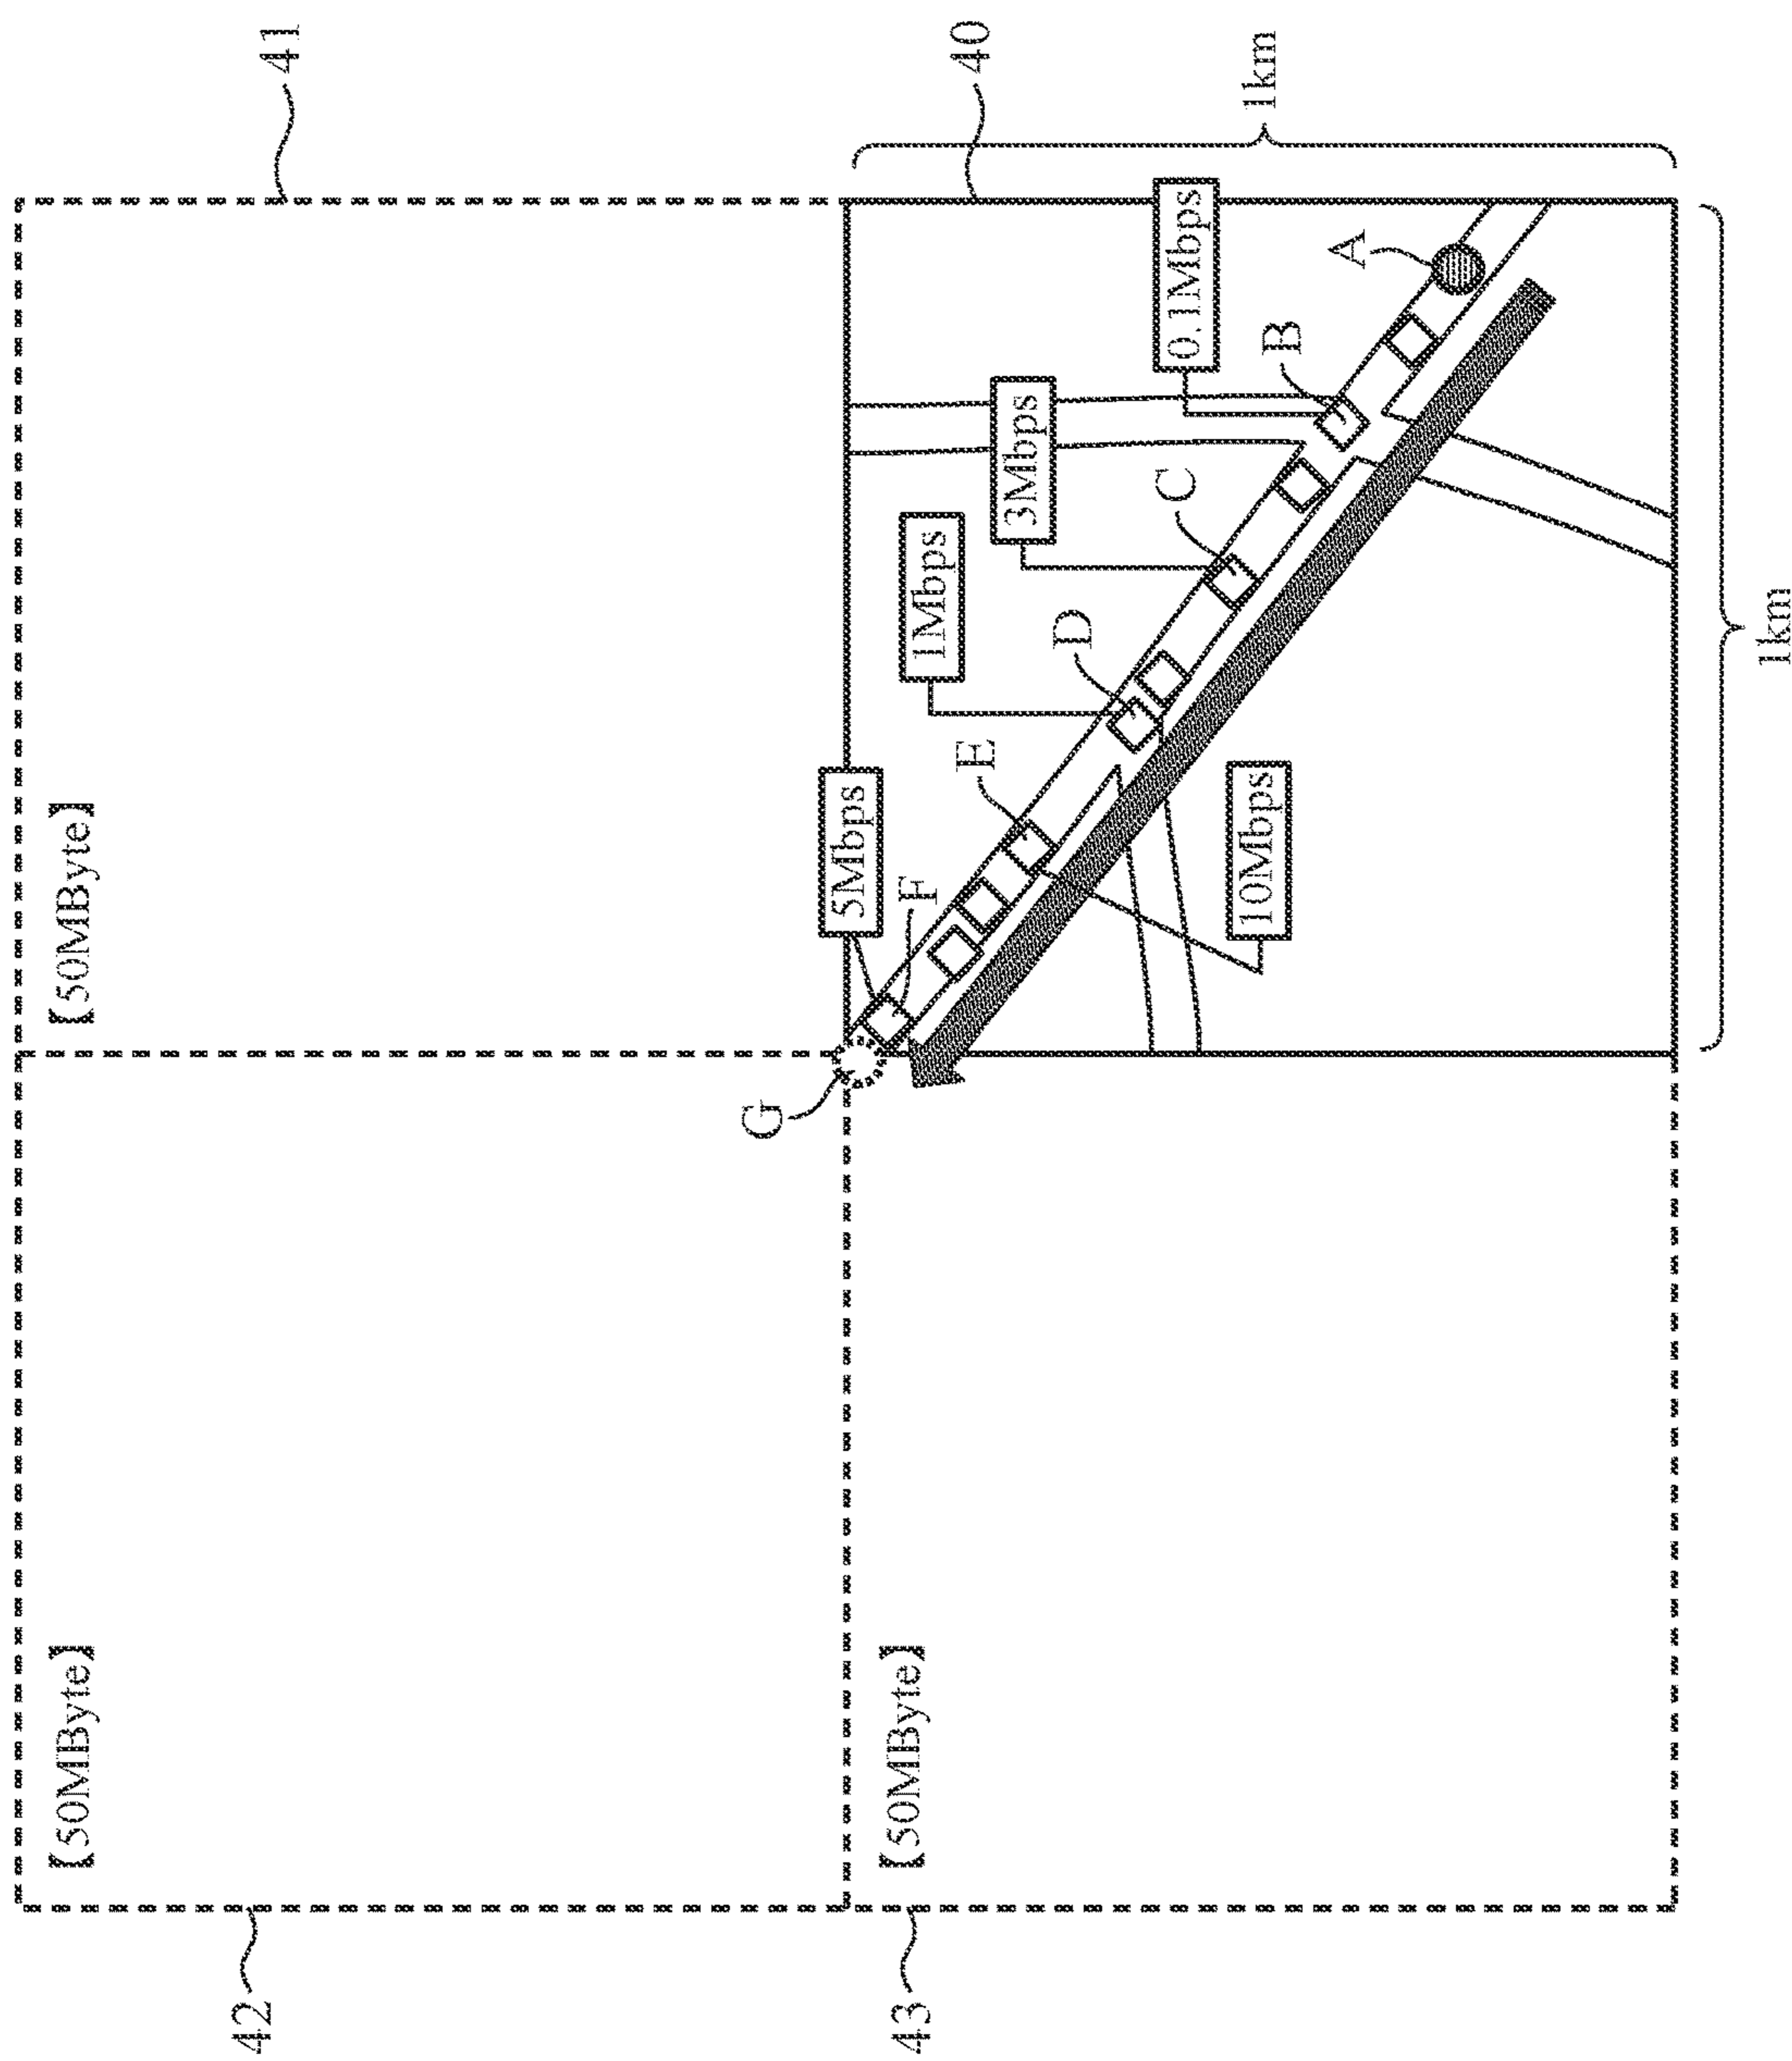 【50MByte】
【50MByte】
42
41
G
5Mbps
【50MByte】
43
F
1Mbps
40
E
3Mbps
D
C
0.1Mbps
10Mbps
1km
B
A
1km